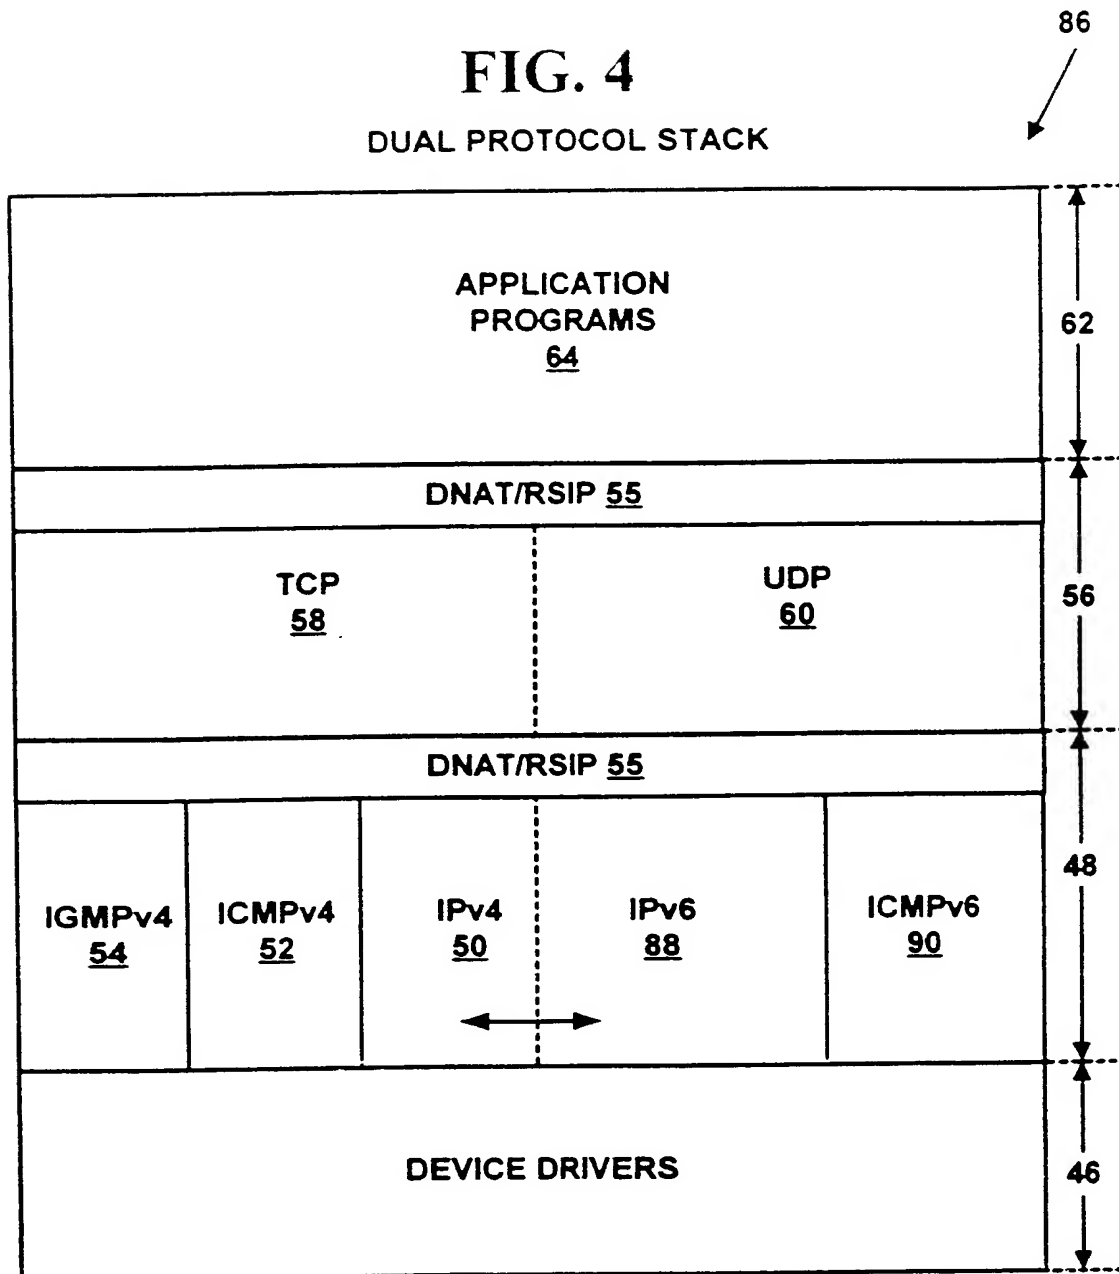 86
FIG. 4
DUAL PROTOCOL STACK
APPLICATION
PROGRAMS
64
62
DNAT/RSIP 55
TCP
58
UDP
60
56
DNAT/RSIP 55
IGMPv4
54
ICMPv4
52
IPv4
50
IPv6
88
ICMPv6
90
48
DEVICE DRIVERS
46